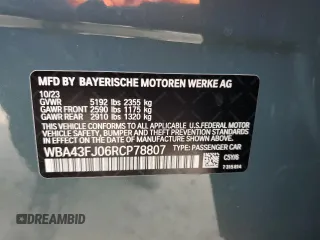 MFD BY BAYERISCHE MOTOREN WERKE AG
10/23
GVWR 5192 lbs 2355 kg
GAWR FRONT 2590 lbs 1175 kg
GAWR REAR 2910 lbs 1320 kg
THIS VEHICLE CONFORMS TO ALL APPLICABLE U.S. FEDERAL MOTOR
VEHICLE SAFETY, BUMPER, AND THEFT PREVENTION STANDARDS
IN EFFECT ON THE DATE OF MANUFACTURE SHOWN ABOVE.
WBA43FJ06RCP78807 TYPE: PASSENGER CAR